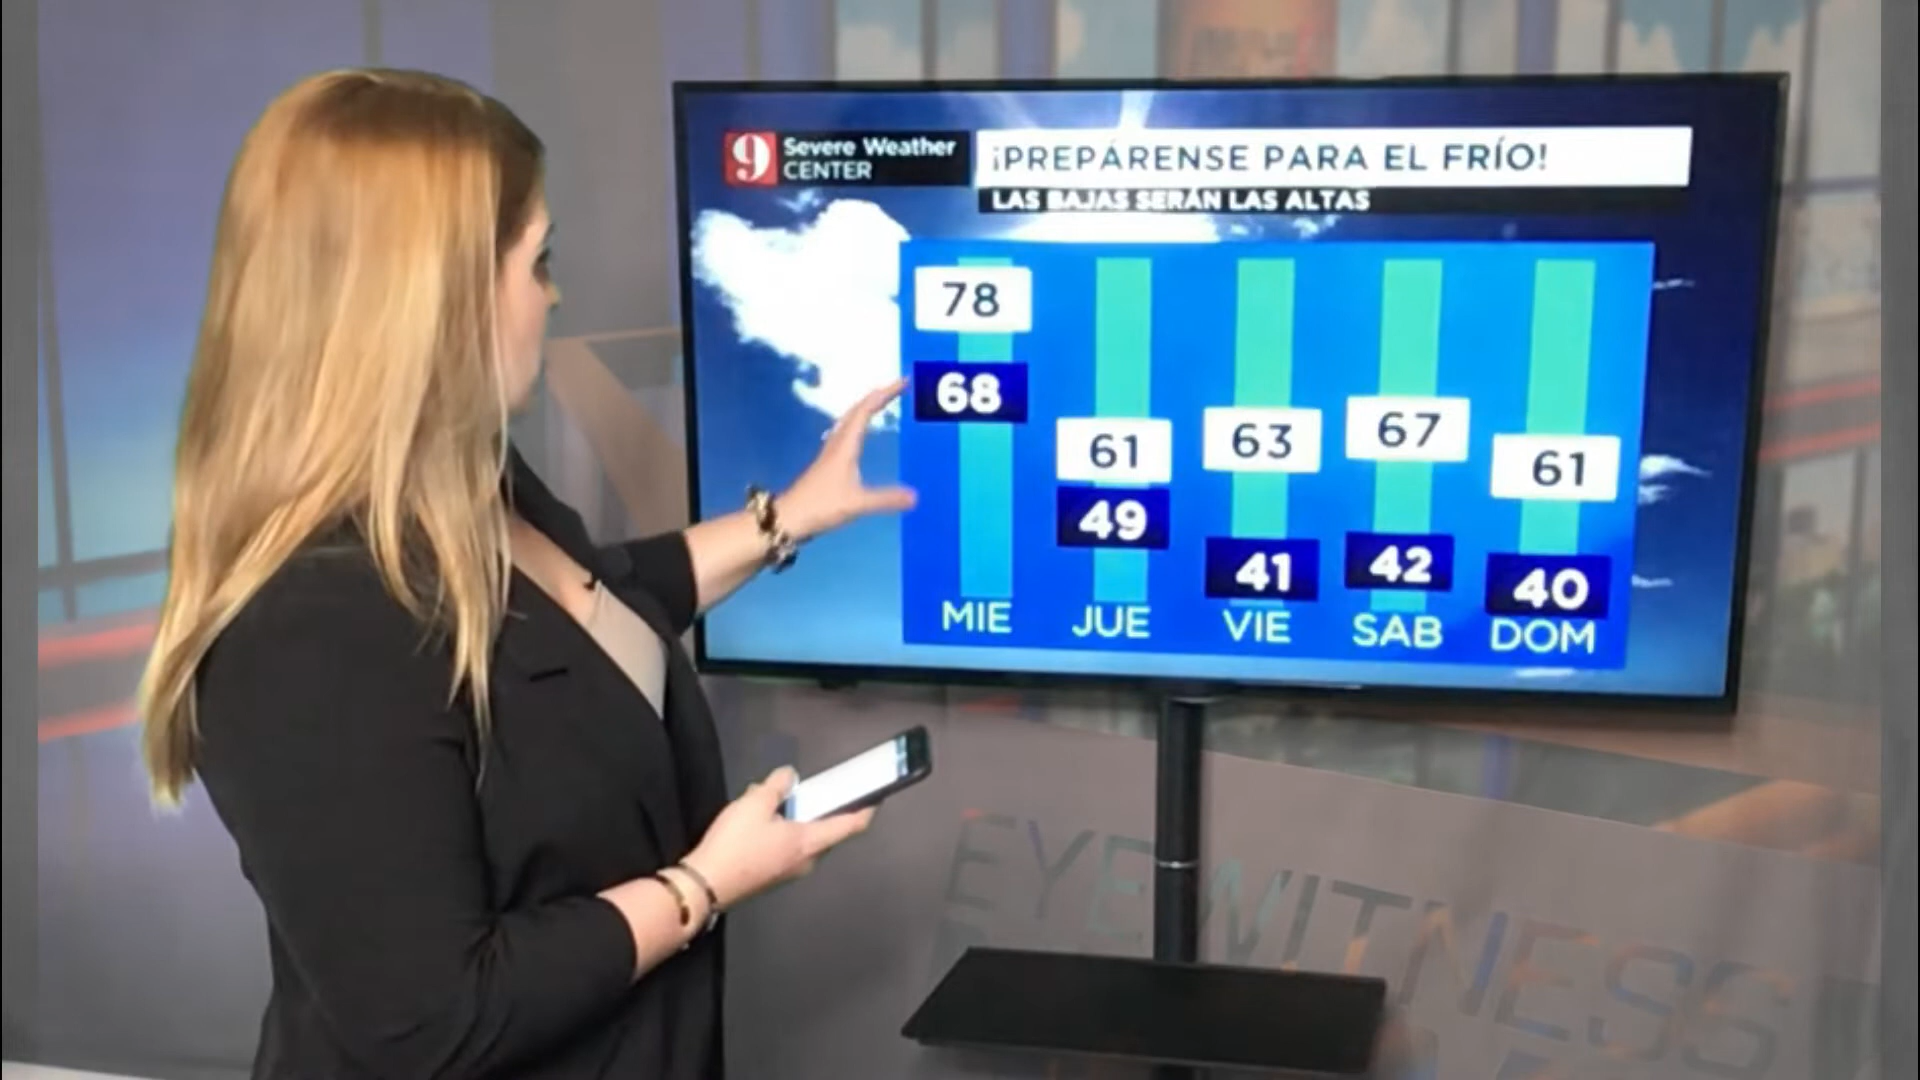 9 Severe Weather
CENTER
¡PREPÁRENSE PARA EL FRÍO!
LAS BAJAS SERÁN LAS ALTAS
78 61 63 67 61
68 49 41 42 40
MIE JUE VIE SAB DOM
EYEWITNESS